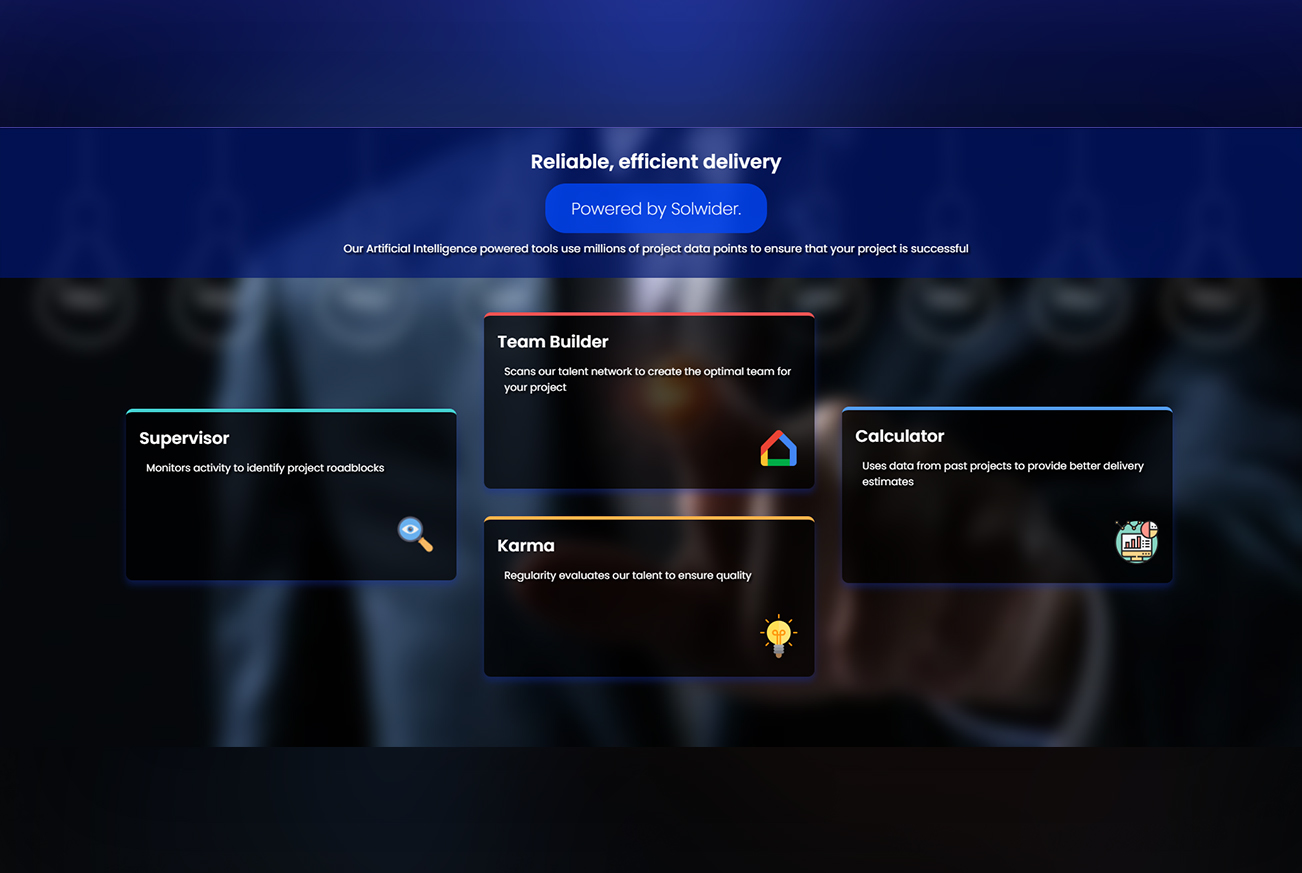 Reliable, efficient delivery
Powered by Solwider.
Our Artificial Intelligence powered tools use millions of project data points to ensure that your project is successful
Supervisor
Monitors activity to identify project roadblocks
Team Builder
Scans our talent network to create the optimal team for
your project
Karma
Regularity evaluates our talent to ensure quality
Calculator
Uses data from past projects to provide better delivery
estimates